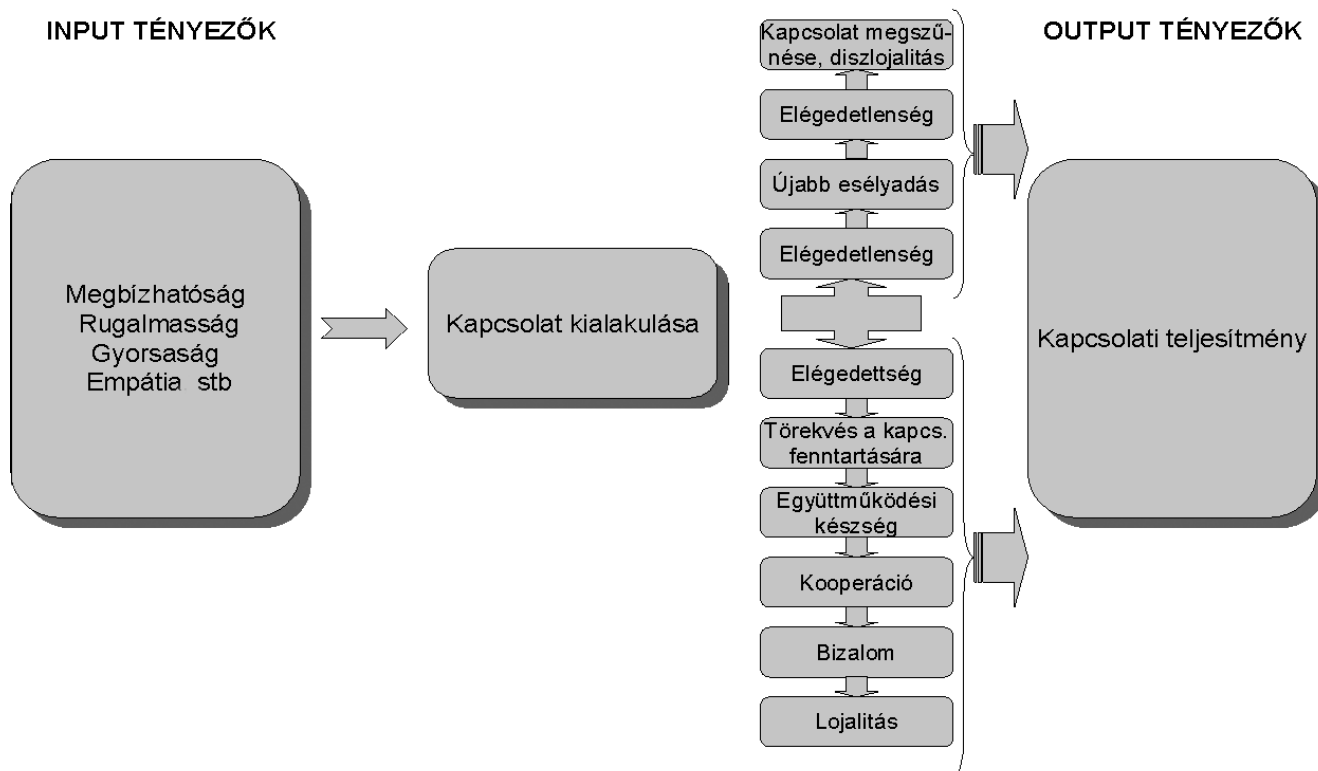 INPUT TÉNYEZŐK
Megbízhatóság
Rugalmasság
Gyorsaság
Empátia stb
Kapcsolat kialakulása
Kapcsolat megszű-
nése, diszlojalitás
Elégedetlenség
Újabb esélyadás
Elégedetlenség
Elégedettség
Törekvés a kapcs.
fenntartására
Együttműködési
készség
Kooperáció
Bizalom
Lojalitás
OUTPUT TÉNYEZŐK
Kapcsolati teljesítmény